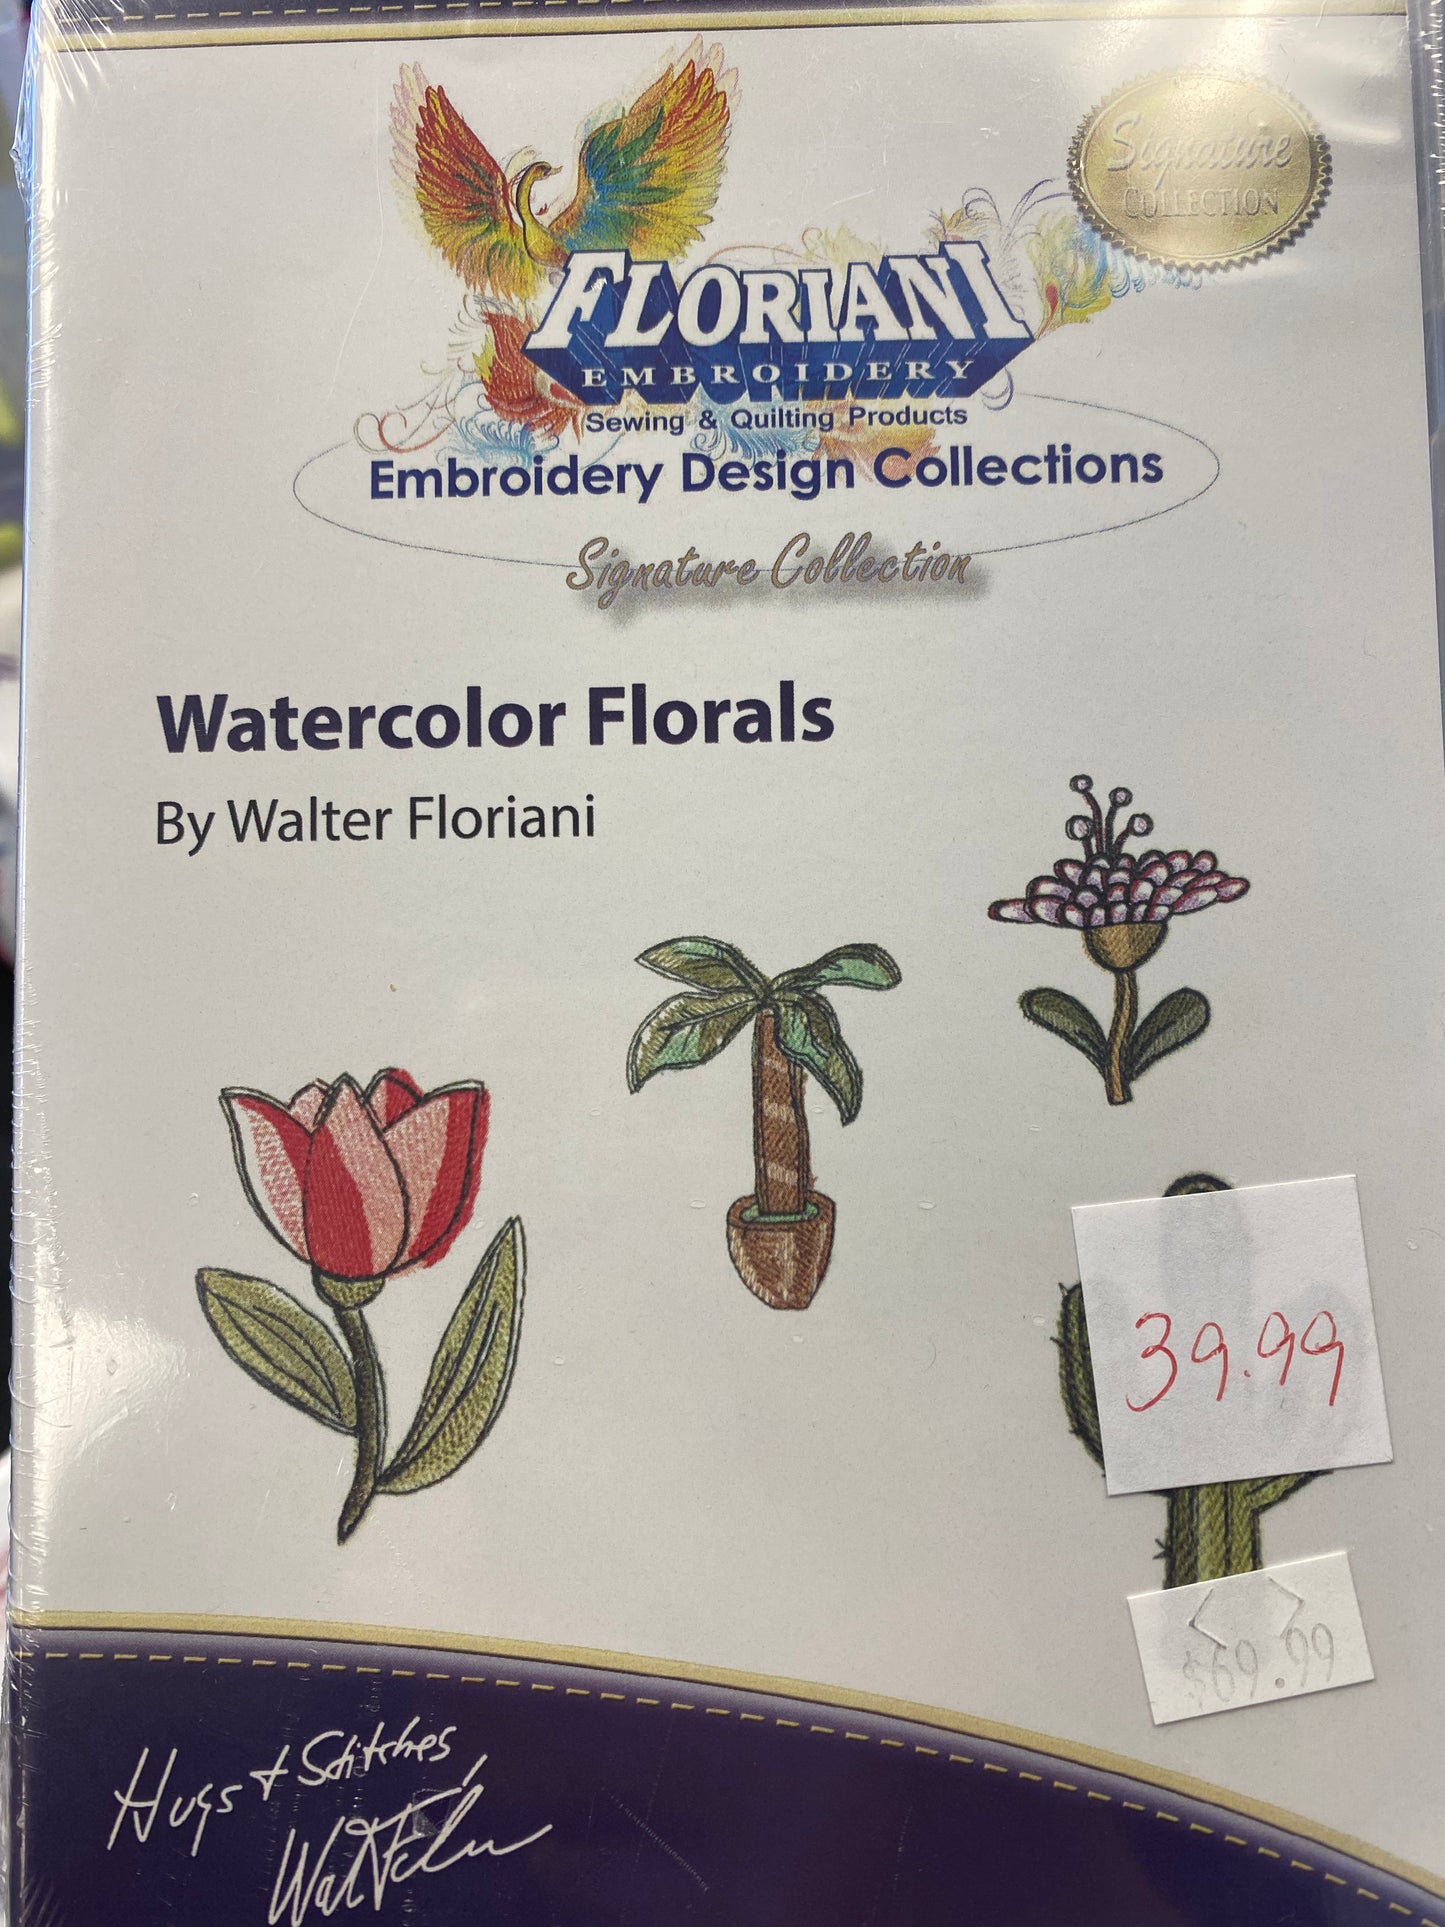 Signature
COLLECTION
FLORIANI
EMBROIDERY
Sewing & Quilting Products
Embroidery Design Collections
Signature Collection
Watercolor Florals
By Walter Floriani
39.99
$69.99
Hugs + Stitches,